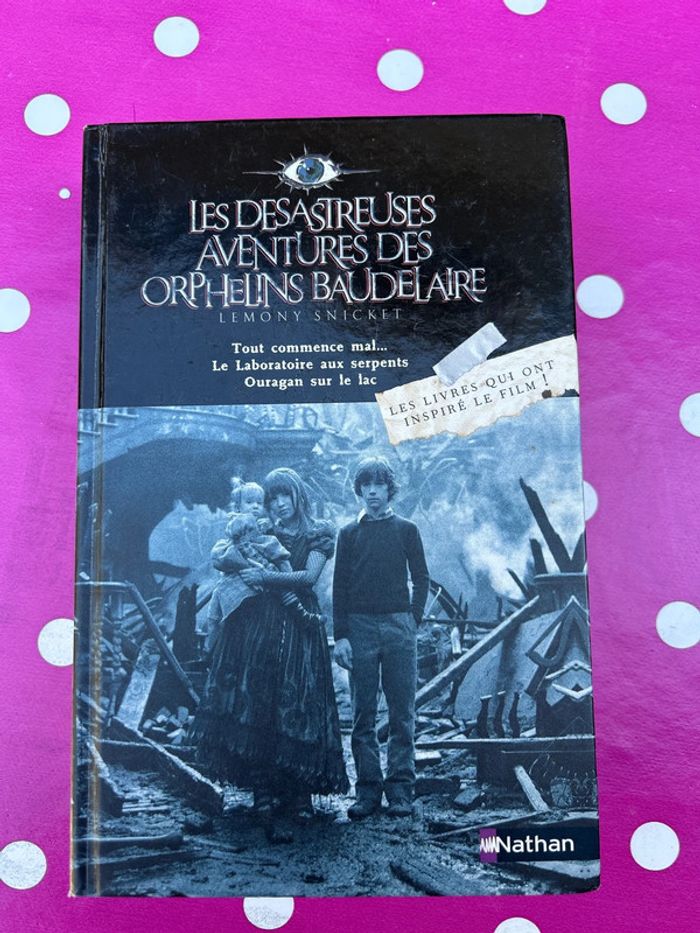 LES DESASTREUSES
AVENTURES DES
ORPHELINS BAUDELAIRE
LEMONY SNICKET
Tout commence mal...
Le Laboratoire aux serpents
Ouragan sur le lac
LES LIVRES QUI ONT
INSPIRÉ LE FILM !
Nathan